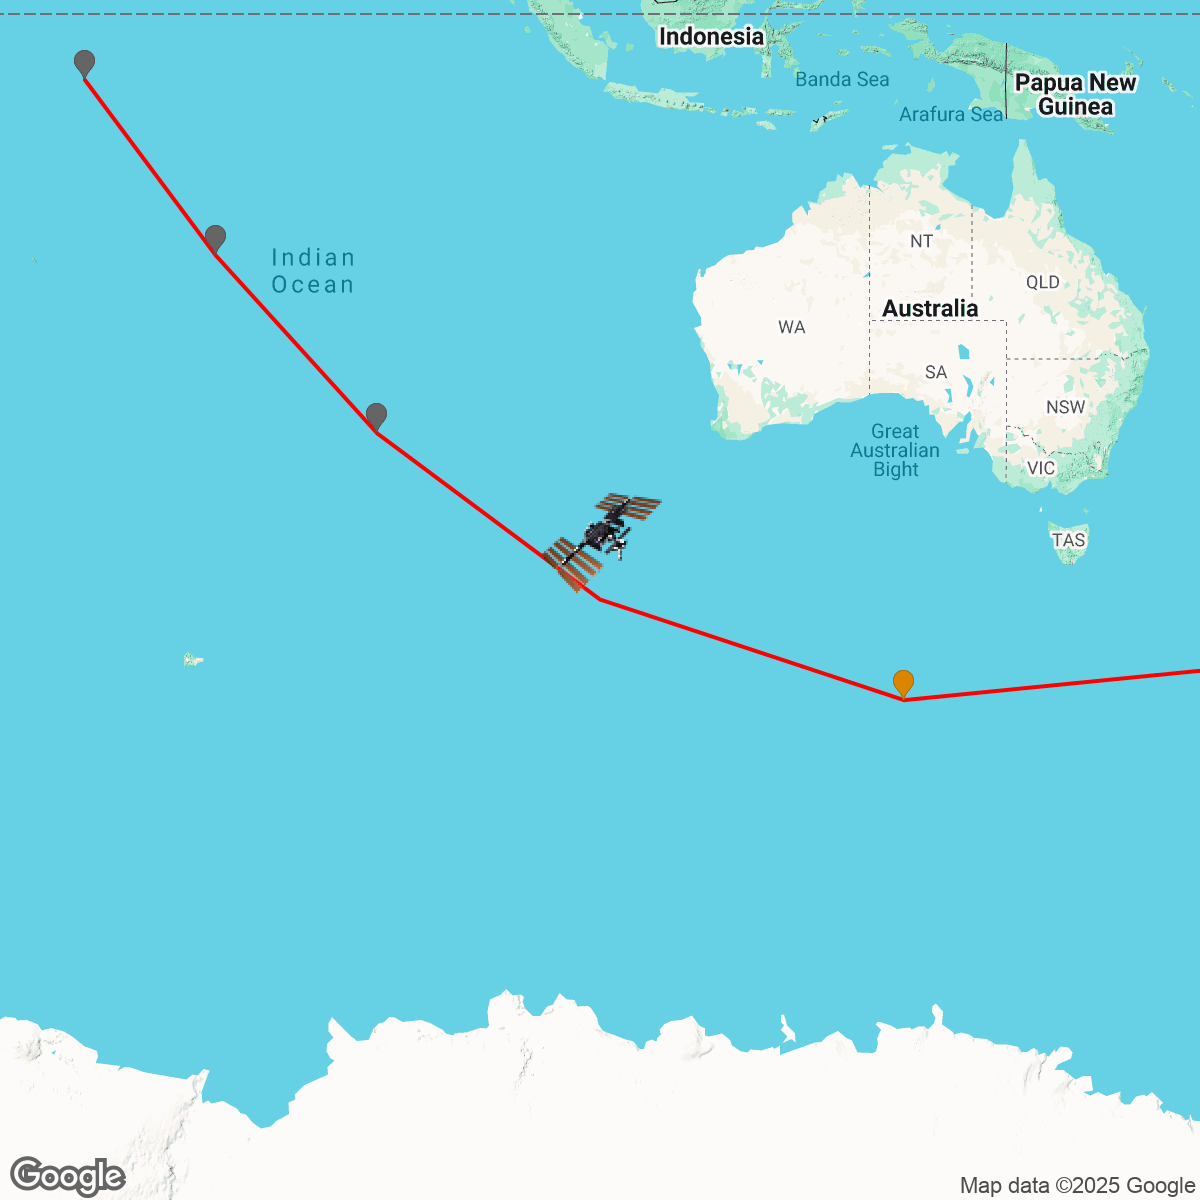 Indonesia
Banda Sea
Papua New
Guinea
Arafura Sea
Indian
Ocean
NT
QLD
Australia
WA
SA
NSW
Great
Australian
Bight
VIC
TAS
Google
Map data ©2025 Google